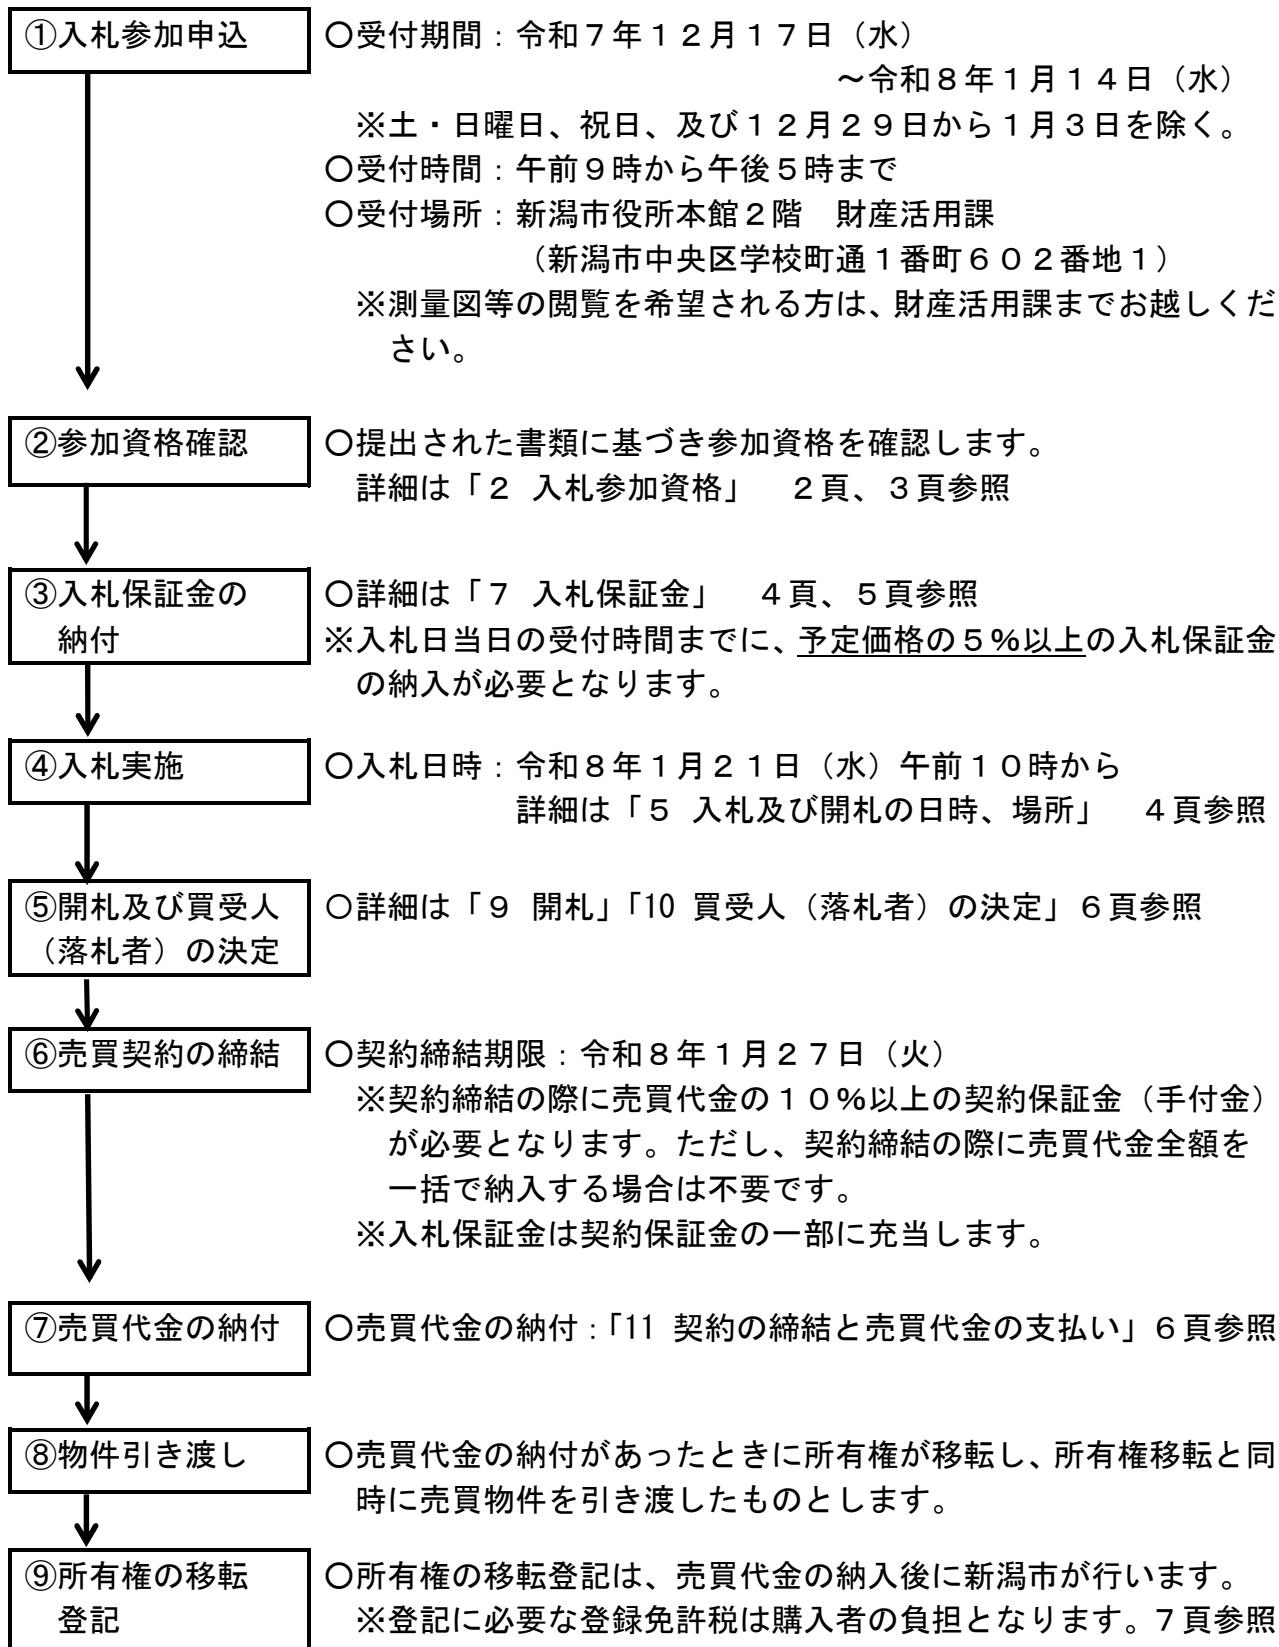 ①入札参加申込
○受付期間：令和７年１２月１７日（水）
～令和８年１月１４日（水）
※土・日曜日、祝日、及び１２月２９日から１月３日を除く。
○受付時間：午前９時から午後５時まで
○受付場所：新潟市役所本館２階　財産活用課
（新潟市中央区学校町通１番町６０２番地１）
※測量図等の閲覧を希望される方は、財産活用課までお越しくだ
さい。
②参加資格確認
○提出された書類に基づき参加資格を確認します。
詳細は「２ 入札参加資格」　２頁、３頁参照
③入札保証金の
納付
○詳細は「７ 入札保証金」　４頁、５頁参照
※入札日当日の受付時間までに、予定価格の５％以上の入札保証金
の納入が必要となります。
④入札実施
○入札日時：令和８年１月２１日（水）午前１０時から
詳細は「５ 入札及び開札の日時、場所」　４頁参照
⑤開札及び買受人
（落札者）の決定
○詳細は「９ 開札」「10 買受人（落札者）の決定」６頁参照
⑥売買契約の締結
○契約締結期限：令和８年１月２７日（火）
※契約締結の際に売買代金の１０％以上の契約保証金（手付金）
が必要となります。ただし、契約締結の際に売買代金全額を
一括で納入する場合は不要です。
※入札保証金は契約保証金の一部に充当します。
⑦売買代金の納付
○売買代金の納付：「11 契約の締結と売買代金の支払い」６頁参照
⑧物件引き渡し
○売買代金の納付があったときに所有権が移転し、所有権移転と同
時に売買物件を引き渡したものとします。
⑨所有権の移転
登記
○所有権の移転登記は、売買代金の納入後に新潟市が行います。
※登記に必要な登録免許税は購入者の負担となります。７頁参照